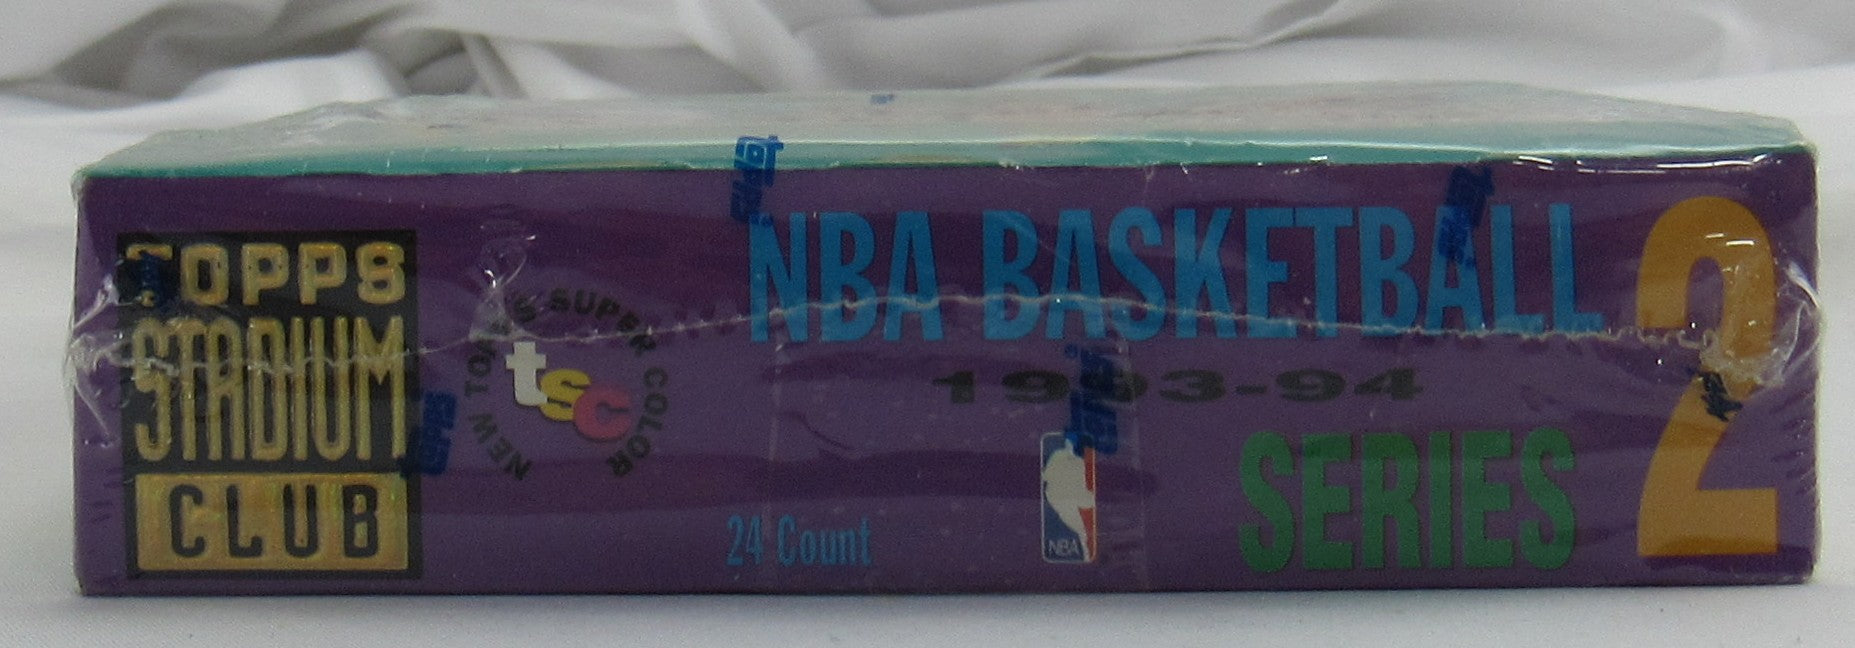 TOPPS
STADIUM
CLUB
NEW TOPPS SUPER COLOR
tsc
NBA BASKETBALL
1993-94
SERIES 2
24 Count
NBA